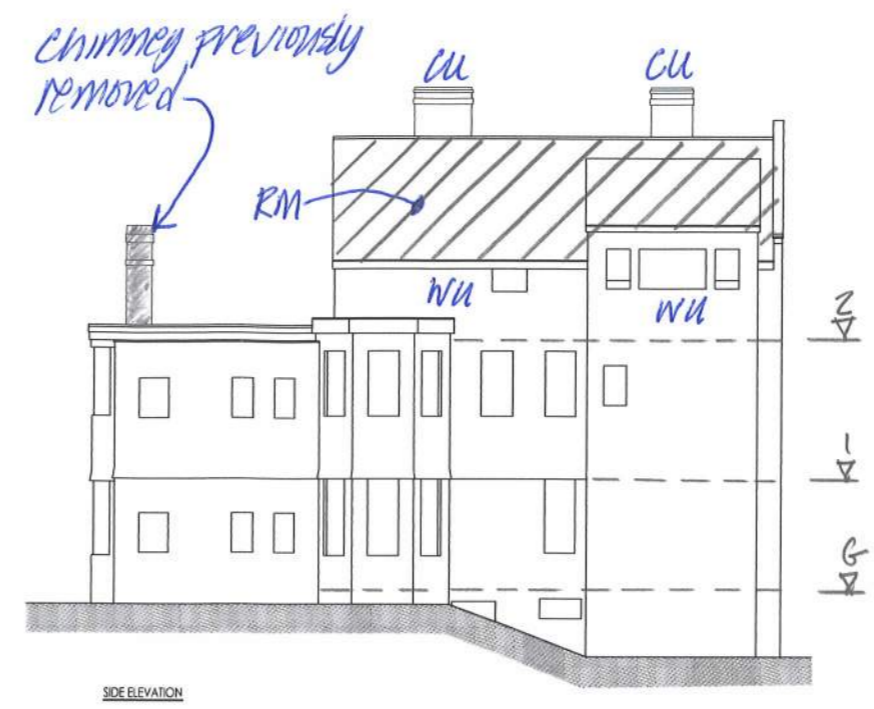 Chimney previously
removed
CU
CU
RM
WU
WU
2
1
G
SIDE ELEVATION